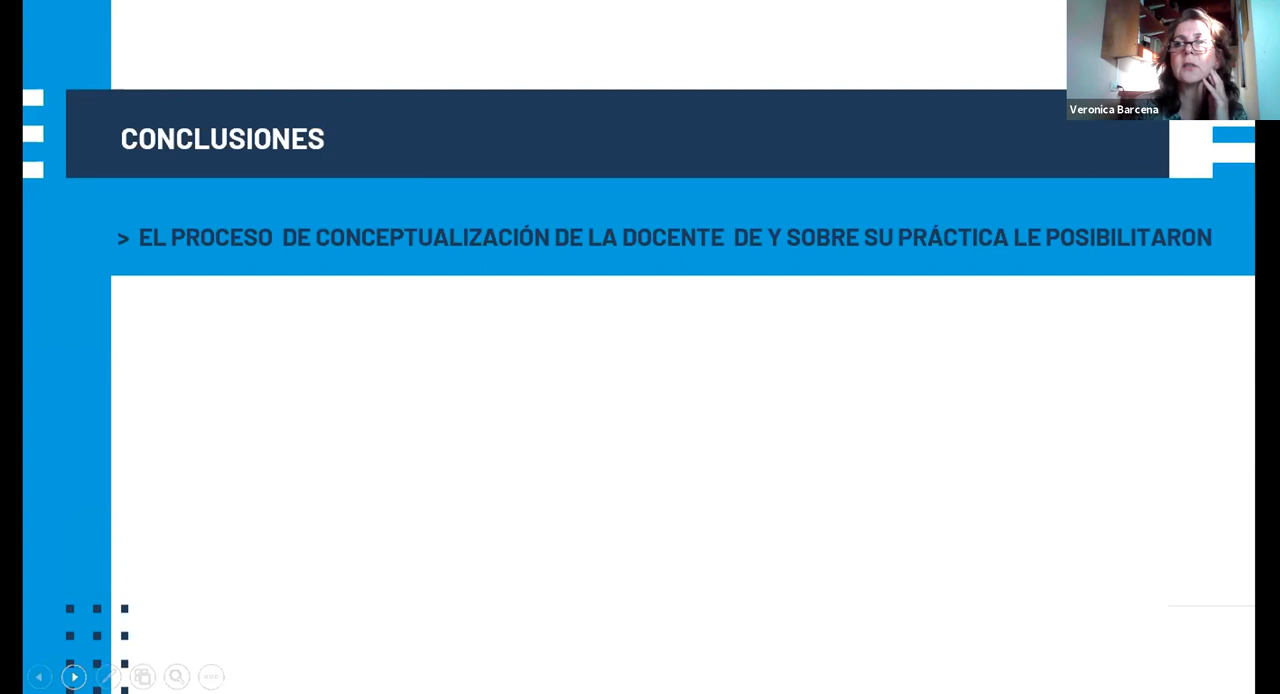 Veronica Barcena
CONCLUSIONES
> EL PROCESO DE CONCEPTUALIZACIÓN DE LA DOCENTE DE Y SOBRE SU PRÁCTICA LE POSIBILITARON